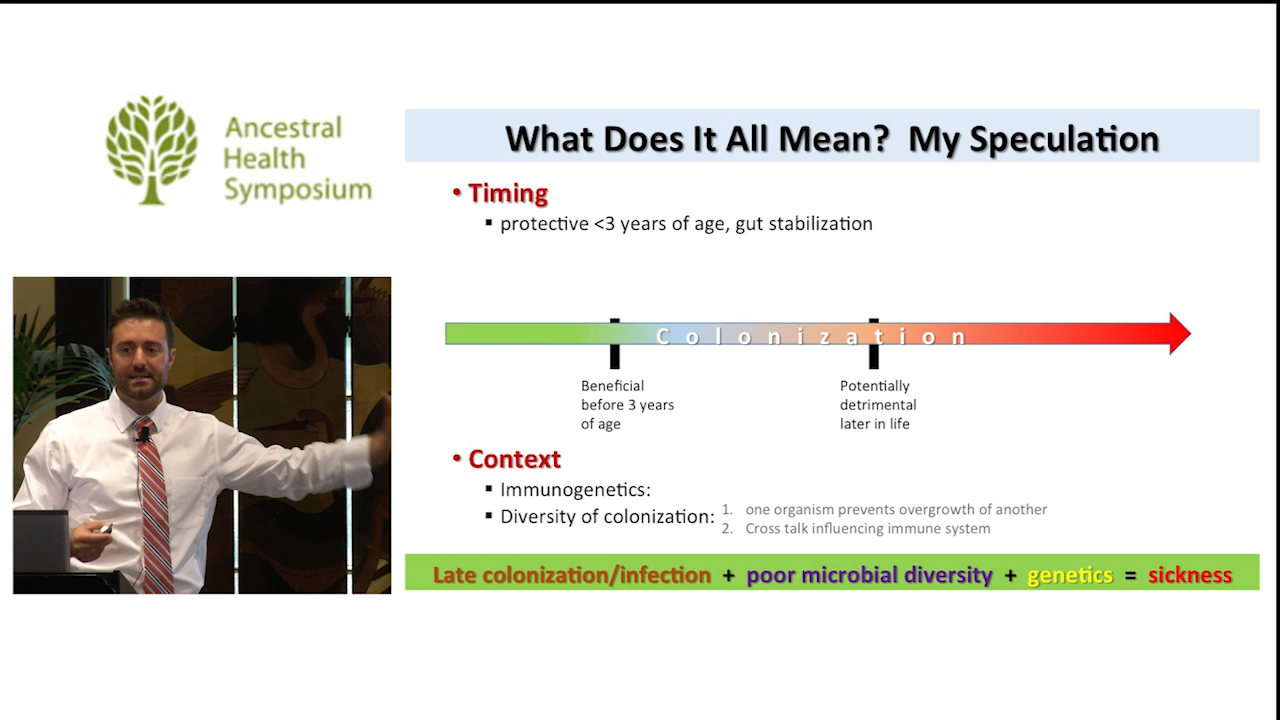 Ancestral
Health
Symposium
What Does It All Mean? My Speculation
• Timing
▪ protective <3 years of age, gut stabilization
Colonization
Beneficial
before 3 years
of age
Potentially
detrimental
later in life
• Context
▪ Immunogenetics:
▪ Diversity of colonization:
1. one organism prevents overgrowth of another
2. Cross talk influencing immune system
Late colonization/infection + poor microbial diversity + genetics = sickness